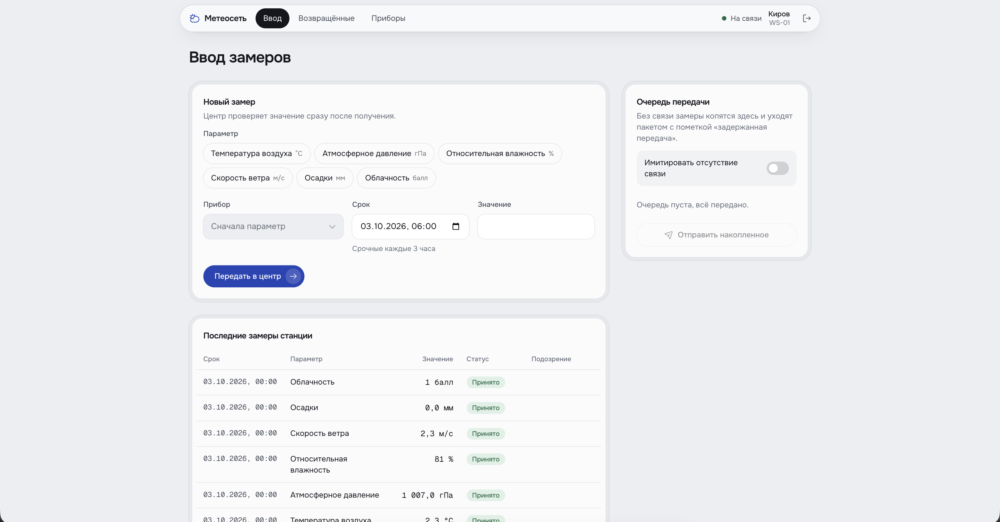 Метеосеть Ввод Возвращённые Приборы На связи Киров WS-01
Ввод замеров
Новый замер
Центр проверяет значение сразу после получения.
Параметр
Температура воздуха °C Атмосферное давление гПа Относительная влажность %
Скорость ветра м/с Осадки мм Облачность балл
Прибор Срок Значение
Сначала параметр 03.10.2026, 06:00
Срочные каждые 3 часа
Передать в центр
Очередь передачи
Без связи замеры копятся здесь и уходят
пакетом с пометкой «задержанная
передача».
Имитировать отсутствие
связи
Очередь пуста, всё передано.
Отправить накопленное
Последние замеры станции
Срок Параметр Значение Статус Подозрение
03.10.2026, 00:00 Облачность 1 балл Принято
03.10.2026, 00:00 Осадки 0,0 мм Принято
03.10.2026, 00:00 Скорость ветра 2,3 м/с Принято
03.10.2026, 00:00 Относительная 81 % Принято
влажность
03.10.2026, 00:00 Атмосферное давление 1 007,0 гПа Принято
03.10.2026, 00:00 Температура воздуха 2,3 °C Принято